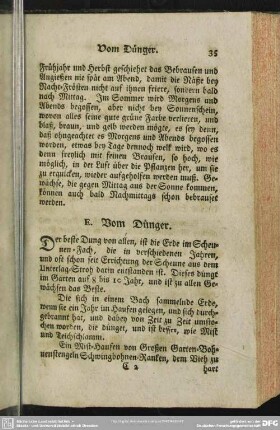 Vom Dünger. 35
Frühjahr und Herbst geschiehet das Gebrausen und
Angießen nie spät am Abend, damit die Näße bey
Nacht-Frösten nicht auf ihnen friere, sondern bald
nach Mittag. Im Sommer wird Morgens und
Abends begossen, aber nicht bey Sonnenschein,
wovon alles seine gute grüne Farbe verlieren, und
blaß, braun, und gelb werden mögte, es sey denn,
daß ohngeachtet es Morgens und Abends begossen
worden, etwas bey Tage dennoch welk wird, wo es
denn freylich mit feinen Brausen, so hoch, wie
möglich, in der Luft über die Pflanzen her, um sie
zu erquicken, wieder aufgeholfen werden muß. Ge-
wächse, die gegen Mittag aus der Sonne kommen,
können auch bald Nachmittags schon bebrauset
werden.
E. Vom Dünger.
Der beste Dung von allen, ist die Erde im Scheu-
nen-Fach, die in verschiedenen Jahren,
und oft schon seit Errichtung der Scheune aus dem
Unterlag-Stroh darin entstanden ist. Dieses düngt
im Garten auf 8 bis 10 Jahr, und ist zu allen Ge-
wächsen das Beste.
Die sich in einem Bach sammelnde Erde,
wenn sie ein Jahr im Haufen gelegen, und sich durch-
gebrannt hat, und dabey von Zeit zu Zeit umsto-
chen worden, die dünget, und ist besser, wie Mist
und Teichschlamm.
Ein Mist-Haufen von Großen Garten-Boh-
nenstengeln Schwingbohnen-Ranken, dem Vieh zu
C 2 hart